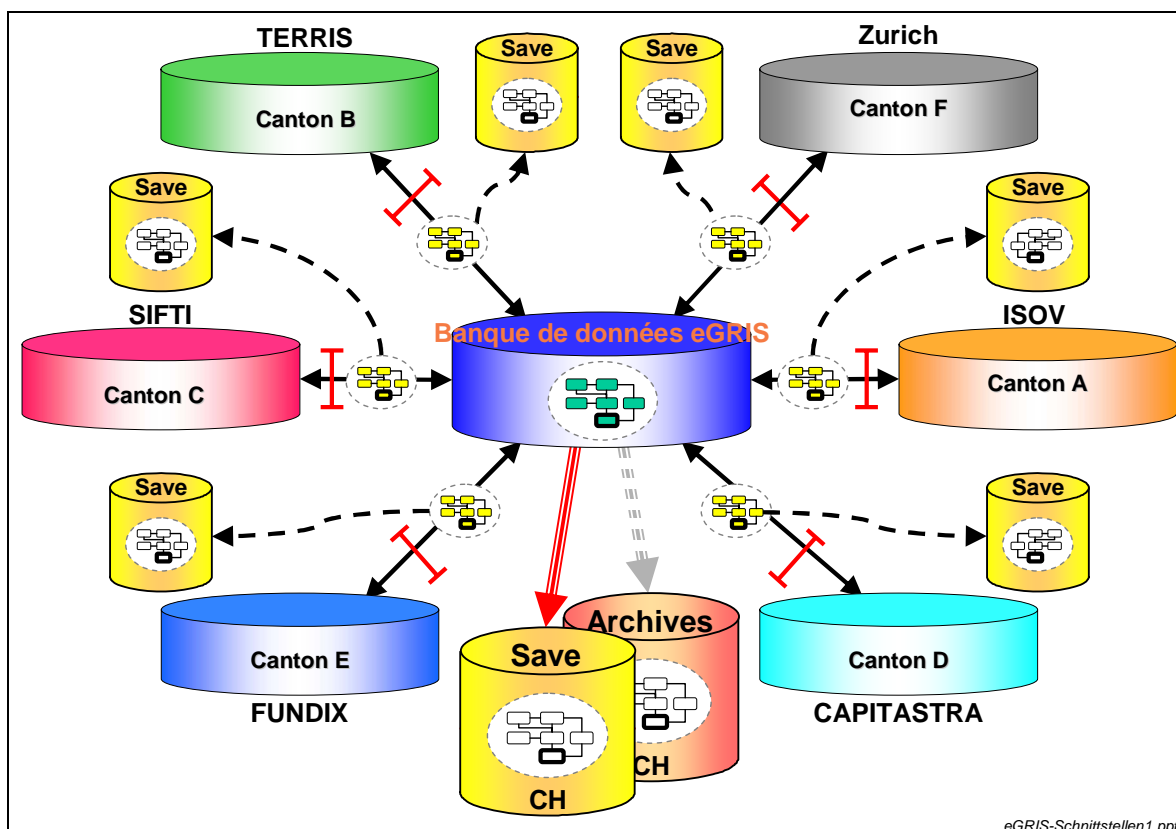 TERRIS
Save
Save
Zurich
Canton B
Canton F
Save
Save
SIFTI
Banque de données eGRIS
ISOV
Canton C
Canton A
Save
Save
Canton E
Archives
Canton D
Save
FUNDIX
CAPITASTRA
CH
CH
eGRIS-Schnittstellen1.ppt